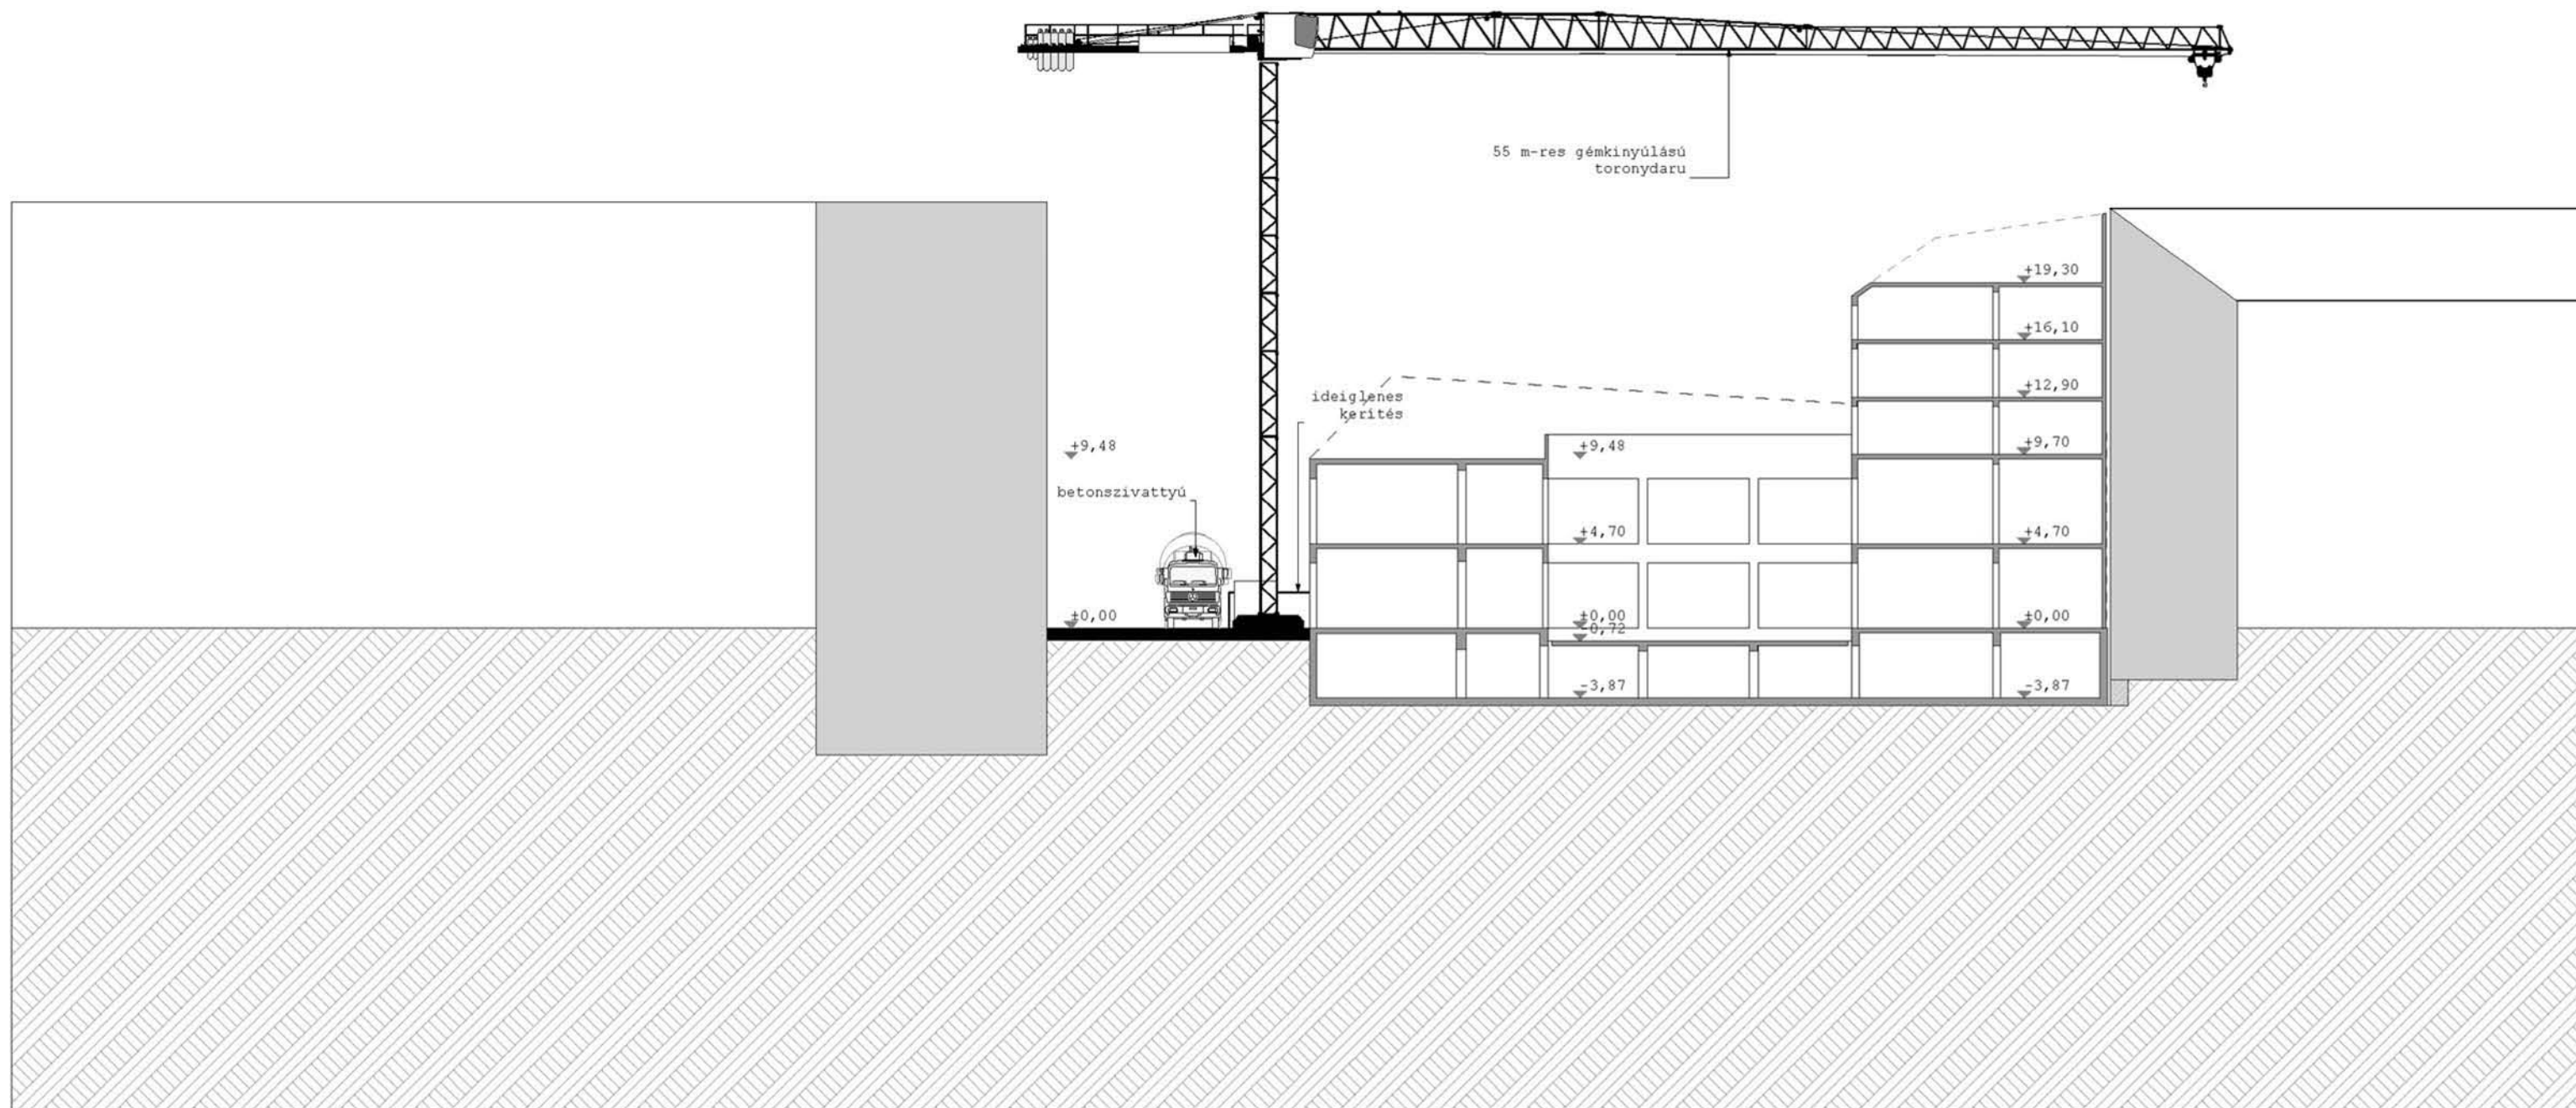 55 m-res gémkinyúlású
toronydaru
+19,30
+16,10
+12,90
ideiglenes
kerítés
+9,48
+9,48
+9,70
betonszivattyú
+4,70
+4,70
±0,00
±0,00
-0,72
±0,00
-3,87
-3,87